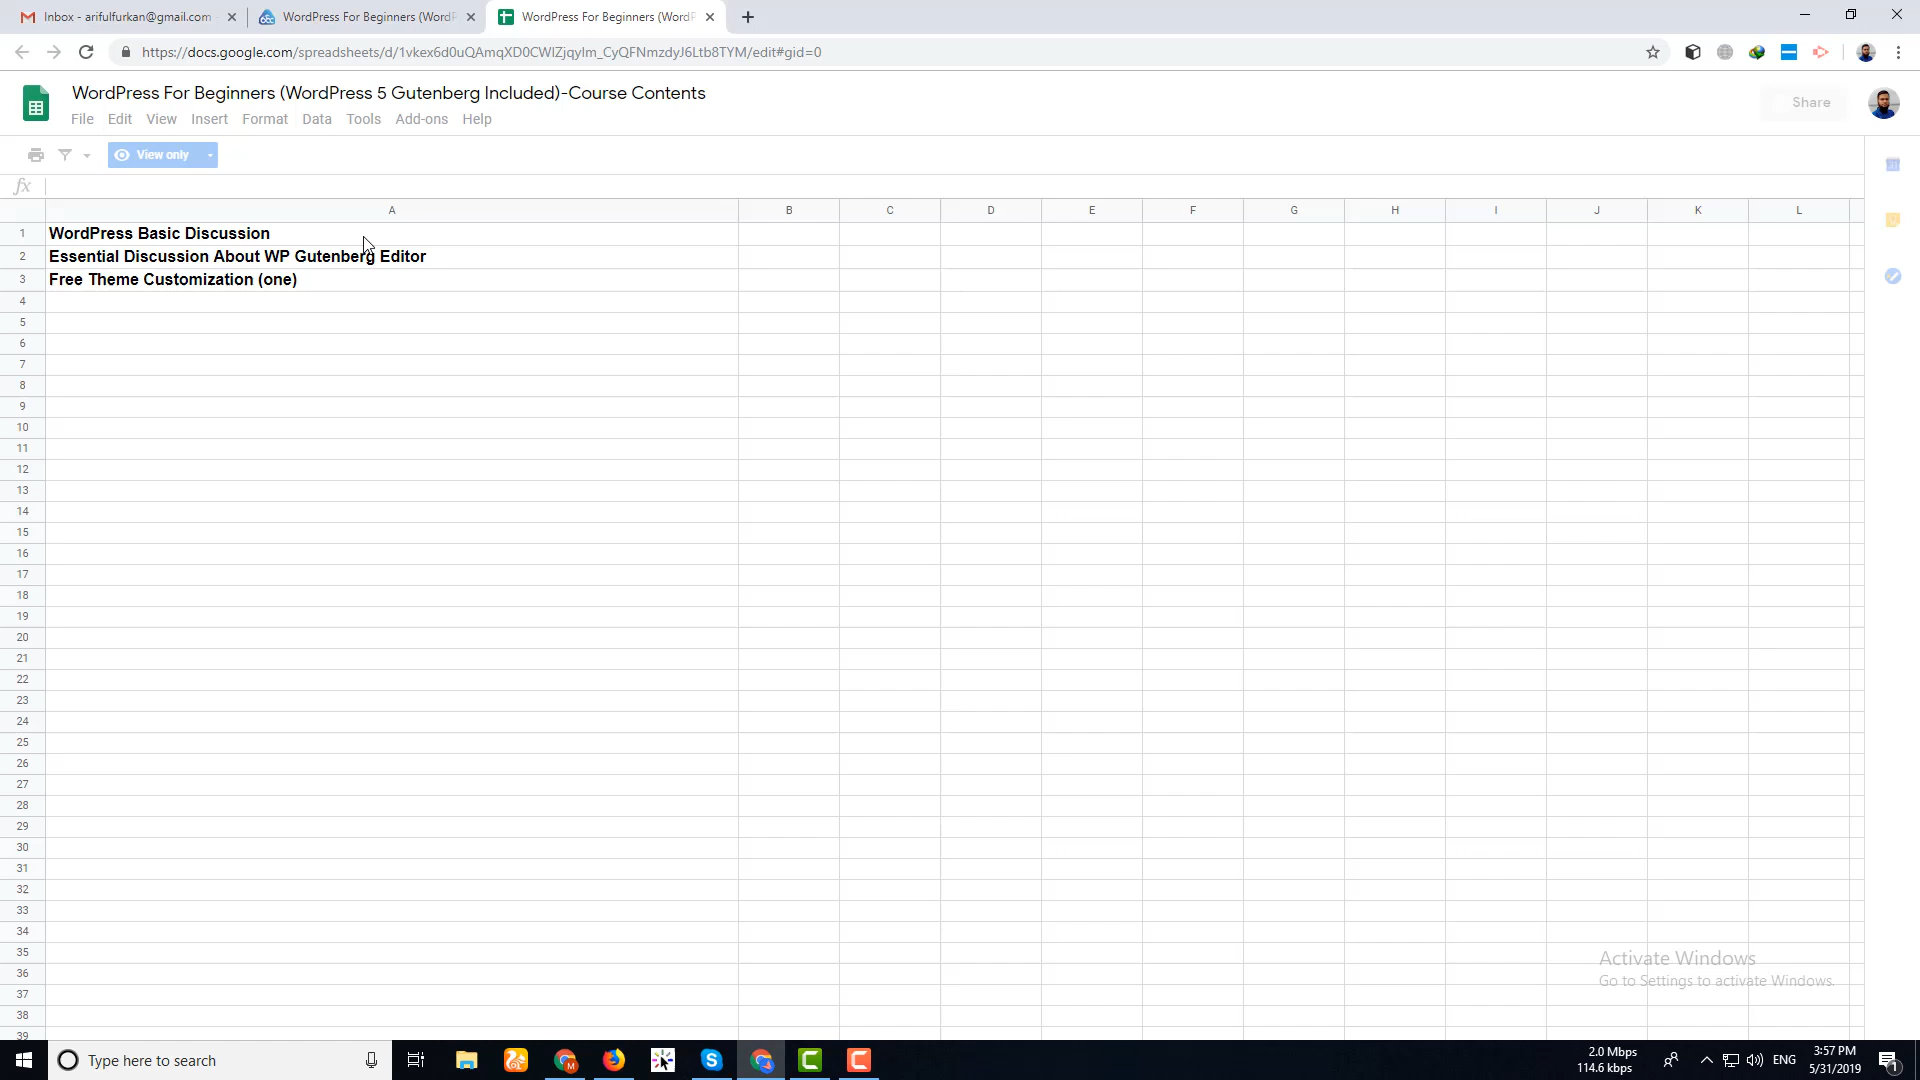 Inbox - arifulfurkan@gmail.com
WordPress For Beginners (WordP
WordPress For Beginners (WordP
https://docs.google.com/spreadsheets/d/1vkex6d0uQAmqXD0CWlZjqylm_CyQFNmzdyJ6Ltb8TYM/edit#gid=0
WordPress For Beginners (WordPress 5 Gutenberg Included)-Course Contents
File Edit View Insert Format Data Tools Add-ons Help
Share
View only
fx
A B C D E F G H I J K L
1 WordPress Basic Discussion
2 Essential Discussion About WP Gutenberg Editor
3 Free Theme Customization (one)
4
5
6
7
8
9
10
11
12
13
14
15
16
17
18
19
20
21
22
23
24
25
26
27
28
29
30
31
32
33
34
35
36
37
38
39
Activate Windows
Go to Settings to activate Windows.
Type here to search
2.0 Mbps
114.6 kbps
ENG
3:57 PM
5/31/2019
1